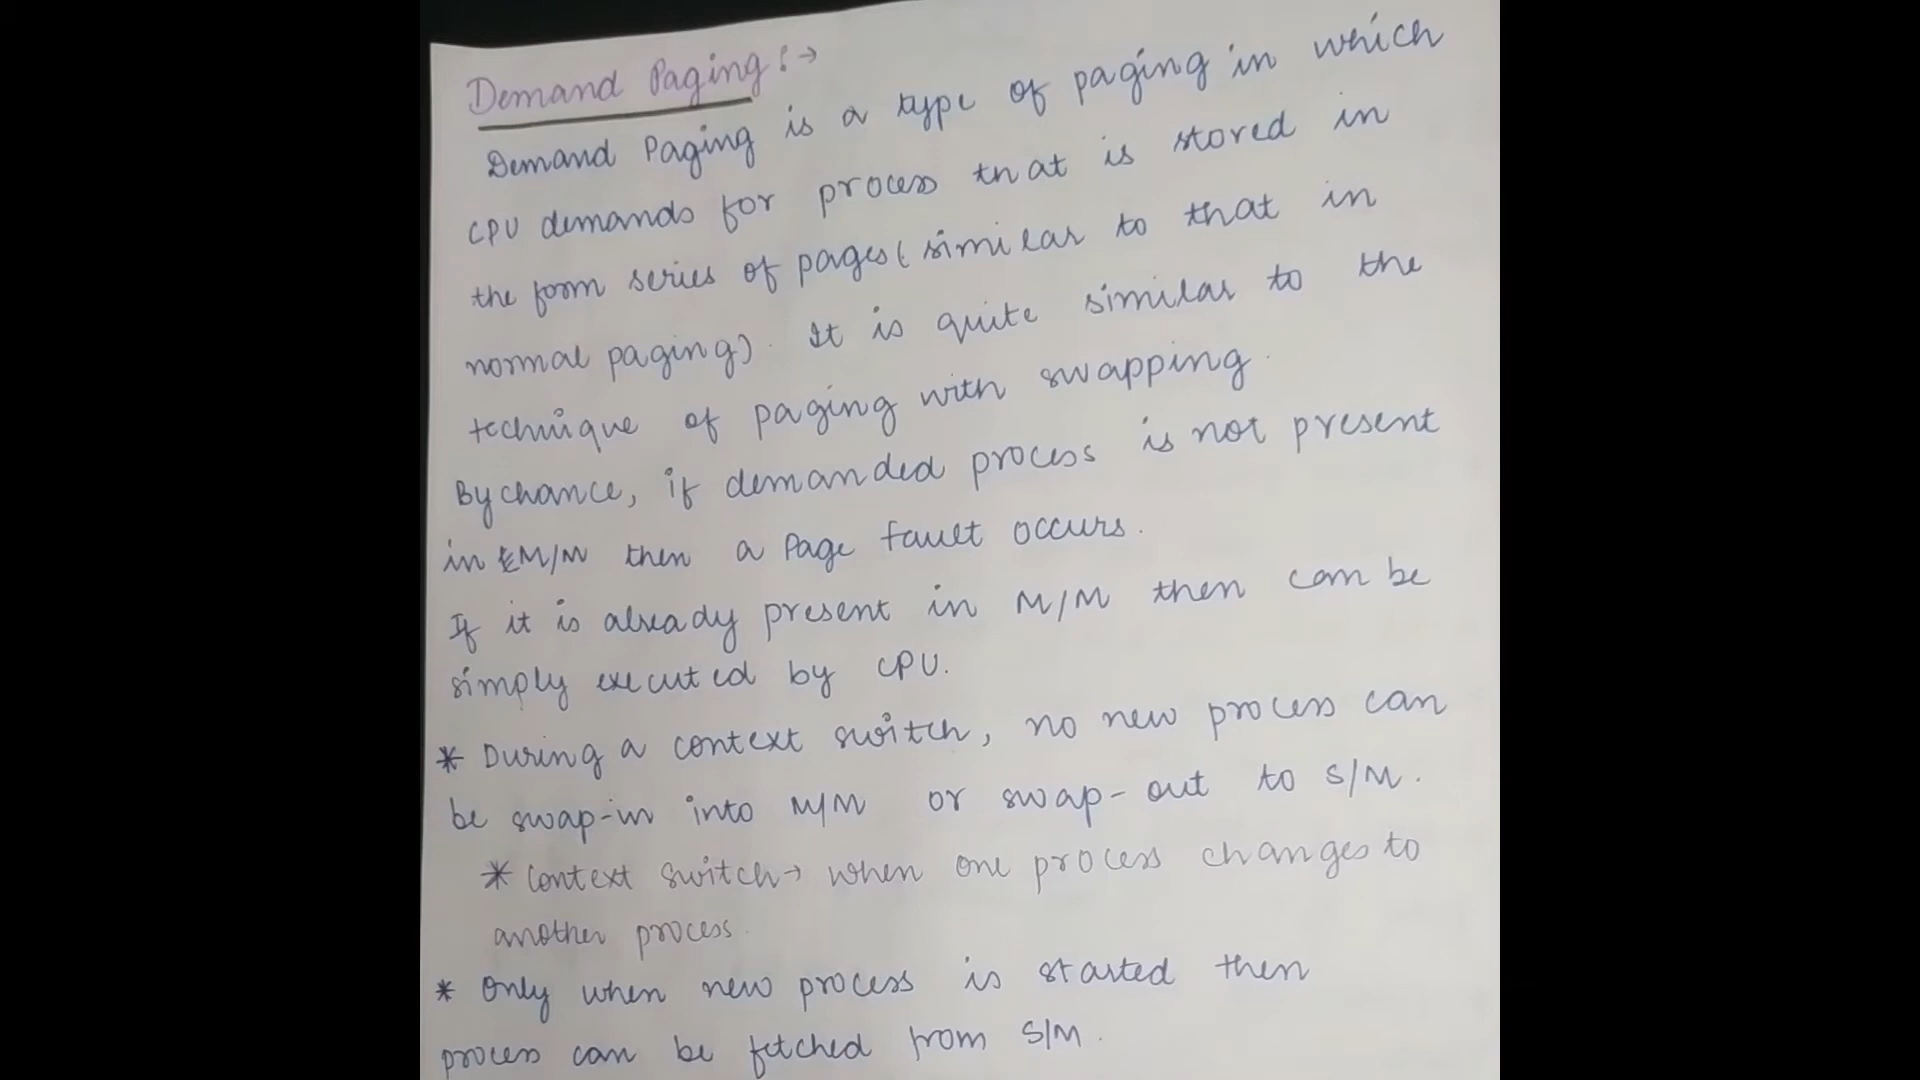 Demand Paging :→
Demand Paging is a type of paging in which
CPU demands for process that is stored in
the form series of pages (similar to that in
normal paging). It is quite similar to the
technique of paging with swapping.
By chance, if demanded process is not present
in M/M then a Page fault occurs.
If it is already present in M/M then can be
simply executed by CPU.
* During a context switch, no new process can
be swap-in into M/M or swap-out to S/M.
* Context switch → when one process changes to
another process.
* Only when new process is started then
process can be fetched from S/M.